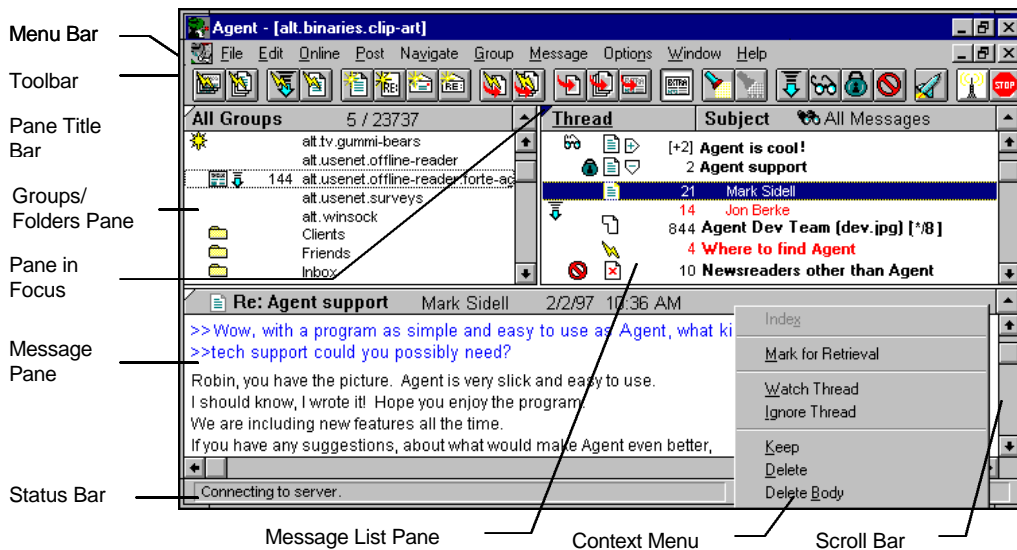 Agent - [alt.binaries.clip-art]
Menu Bar
File Edit Online Post Navigate Group Message Options Window Help
Toolbar
RE: RE: EXTRA STOP
Pane Title
Bar
All Groups 5 / 23737
Thread Subject All Messages
alt.tv.gummi-bears
alt.usenet.offline-reader
144 alt.usenet.offline-reader.forte-ag
alt.usenet.surveys
alt.winsock
Clients
Friends
Inbox
[+2] Agent is cool!
2 Agent support
21 Mark Sidell
14 Jon Berke
844 Agent Dev Team (dev.jpg) [*/8]
4 Where to find Agent
10 Newsreaders other than Agent
Groups/
Folders Pane
Pane in
Focus
Re: Agent support Mark Sidell 2/2/97 10:36 AM
Message
Pane
>>Wow, with a program as simple and easy to use as Agent, what ki
>>tech support could you possibly need?
Robin, you have the picture. Agent is very slick and easy to use.
I should know, I wrote it! Hope you enjoy the program.
We are including new features all the time.
If you have any suggestions, about what would make Agent even better,
Index
Mark for Retrieval
Watch Thread
Ignore Thread
Keep
Delete
Delete Body
Status Bar
Connecting to server.
Message List Pane
Context Menu
Scroll Bar